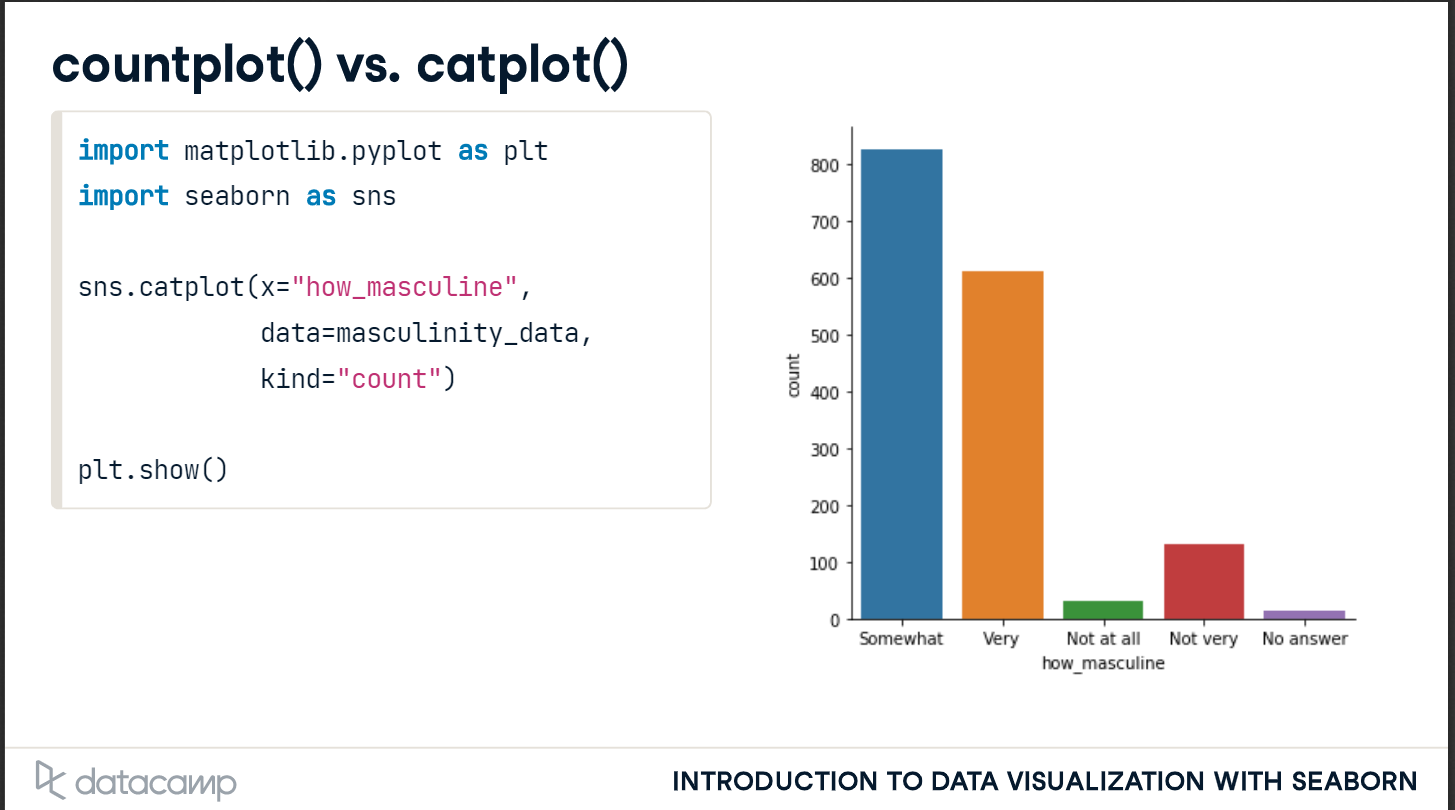 countplot() vs. catplot()
import matplotlib.pyplot as plt
import seaborn as sns
sns.catplot(x="how_masculine",
data=masculinity_data,
kind="count")
plt.show()
800
700
600
500
400
300
200
100
0
count
Somewhat Very Not at all Not very No answer
how_masculine
datacamp
INTRODUCTION TO DATA VISUALIZATION WITH SEABORN